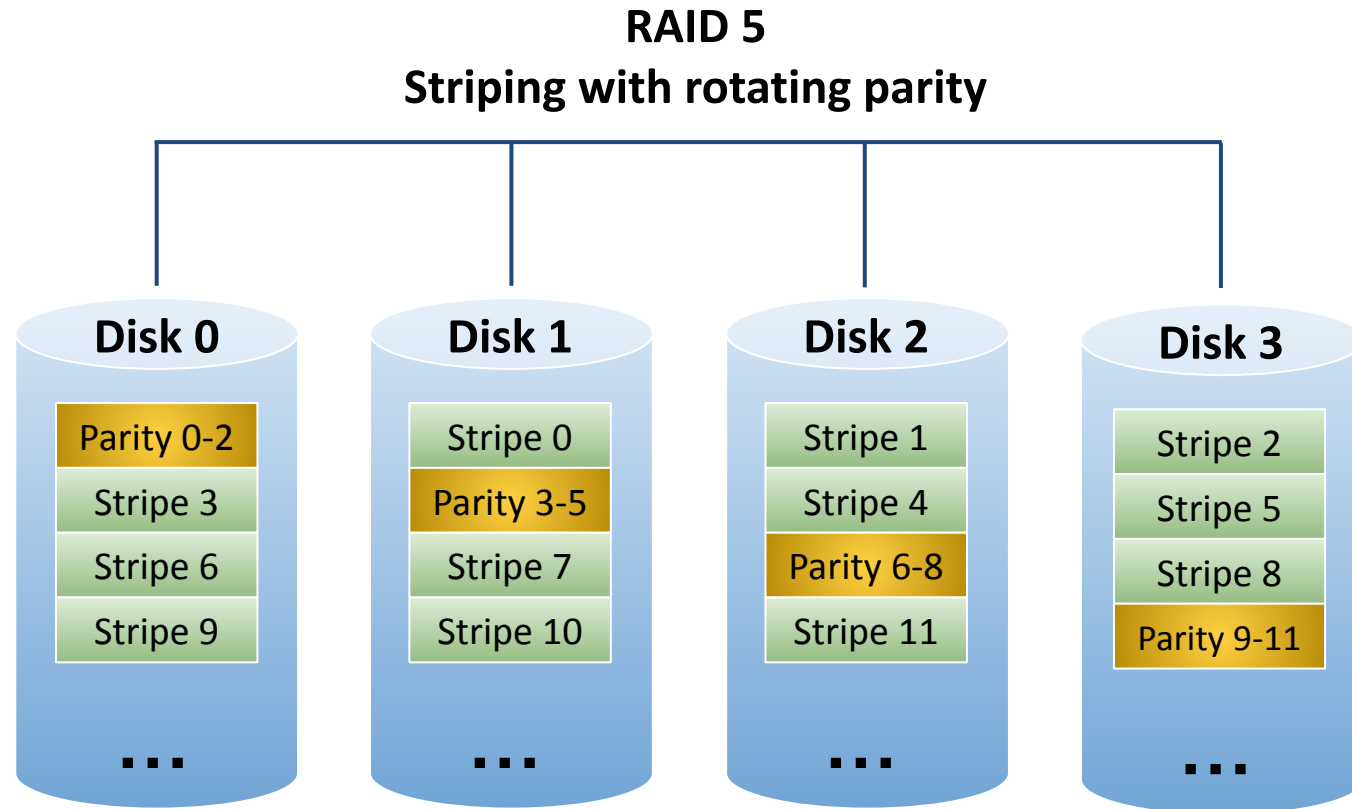 RAID 5
Striping with rotating parity
Disk 0
Parity 0-2
Stripe 3
Stripe 6
Stripe 9
...
Disk 1
Stripe 0
Parity 3-5
Stripe 7
Stripe 10
...
Disk 2
Stripe 1
Stripe 4
Parity 6-8
Stripe 11
...
Disk 3
Stripe 2
Stripe 5
Stripe 8
Parity 9-11
...